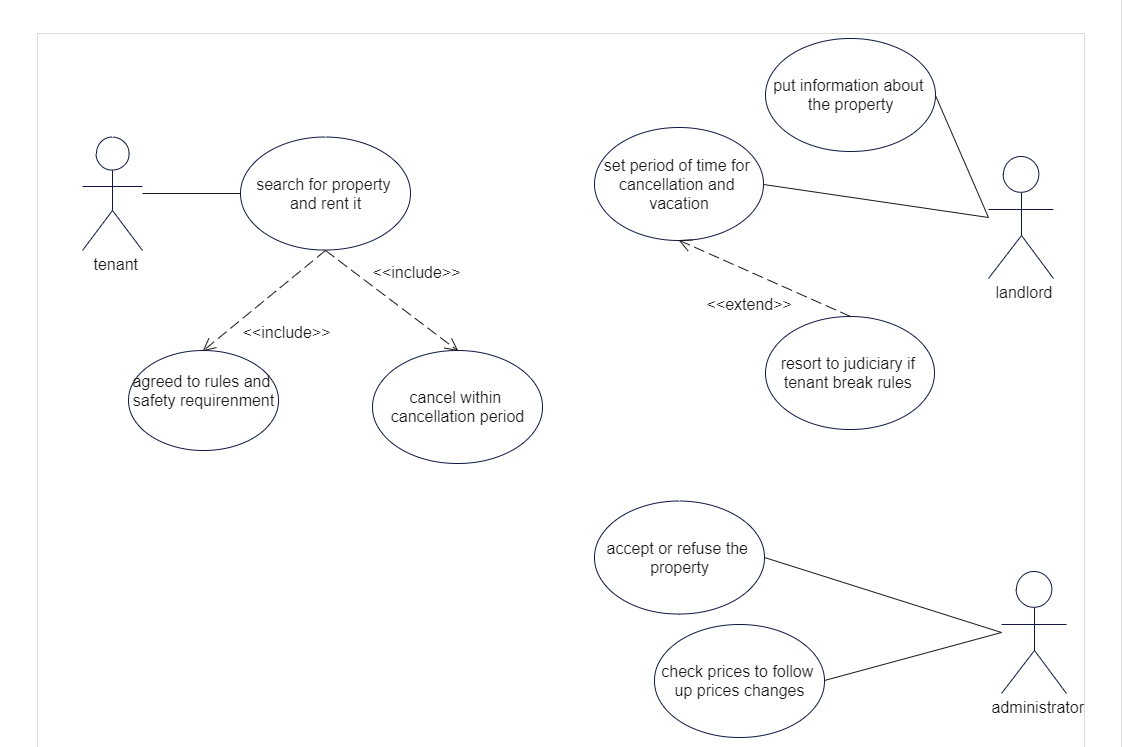 put information about
the property
set period of time for
cancellation and
vacation
search for property
and rent it
tenant
<<include>>
landlord
<<extend>>
<<include>>
resort to judiciary if
tenant break rules
agreed to rules and
safety requirenment
cancel within
cancellation period
accept or refuse the
property
check prices to follow
up prices changes
administrator